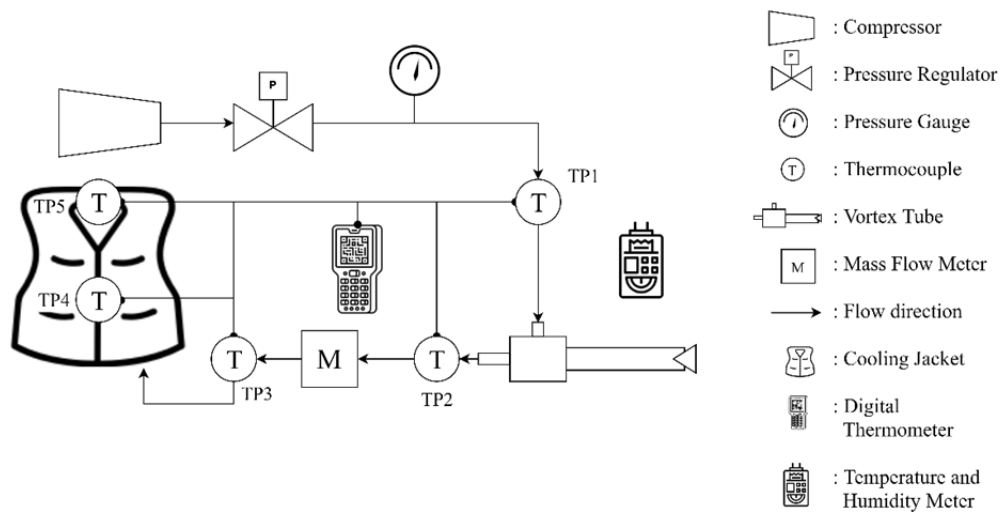 P
TP1
T
TP5
T
TP4
T
T
TP3
M
T
TP2
: Compressor
P
: Pressure Regulator
: Pressure Gauge
T
: Thermocouple
: Vortex Tube
M
: Mass Flow Meter
: Flow direction
: Cooling Jacket
: Digital
Thermometer
: Temperature and
Humidity Meter